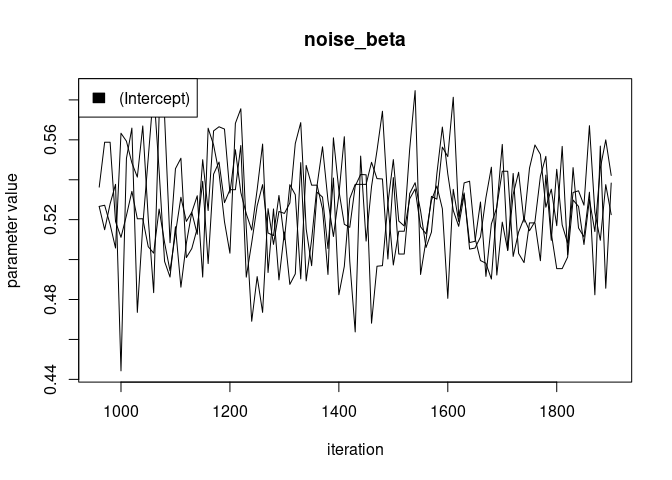 noise_beta
(Intercept)
parameter value
0.44
0.48
0.52
0.56
1000
1200
1400
1600
1800
iteration